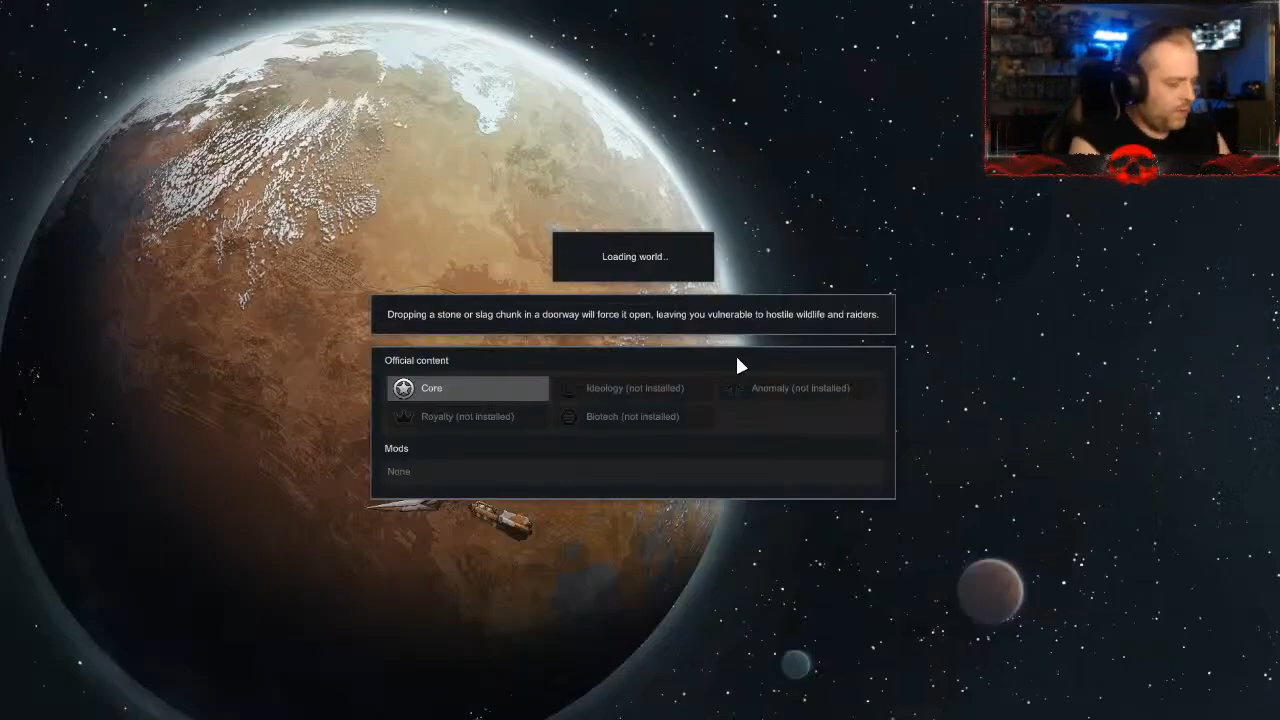 Loading world..
Dropping a stone or slag chunk in a doorway will force it open, leaving you vulnerable to hostile wildlife and raiders.
Official content
Core
Ideology (not installed)
Anomaly (not installed)
Royalty (not installed)
Biotech (not installed)
Mods
None